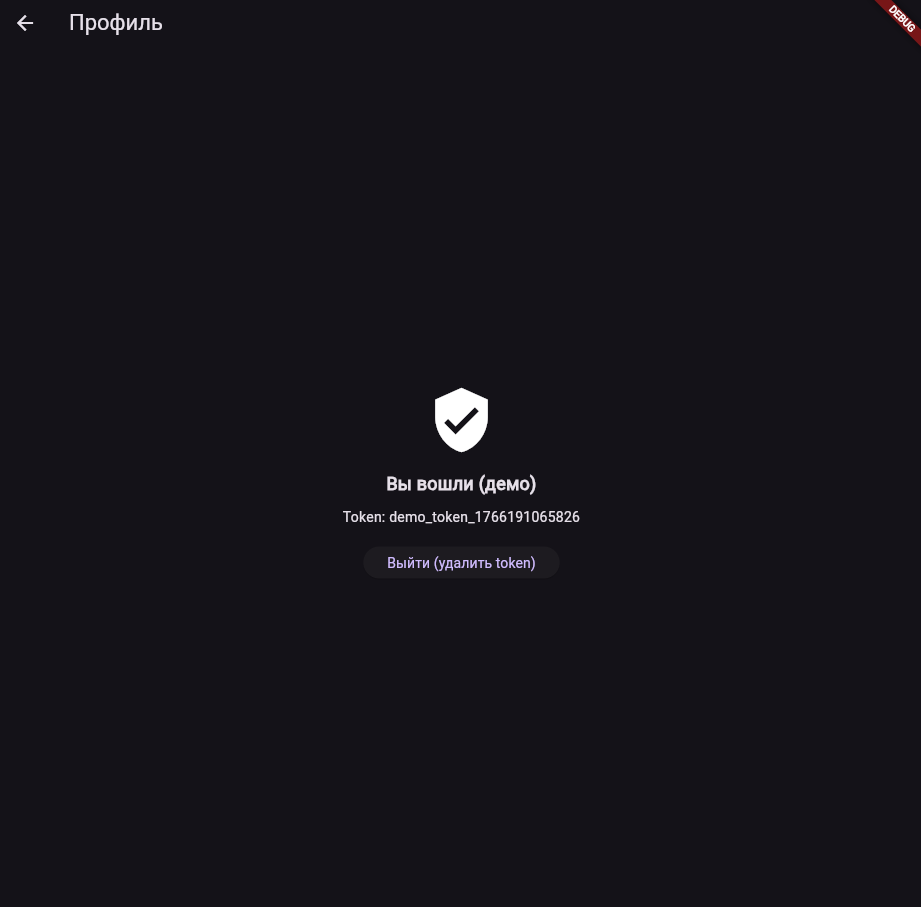 Профиль
DEBUG
Вы вошли (демо)
Token: demo_token_1766191065826
Выйти (удалить token)